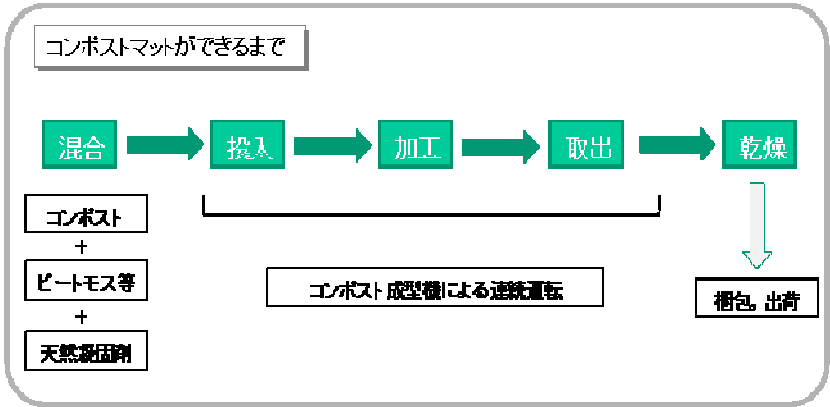 コンポストマットができるまで
混合
投入
加工
取出
乾燥
コンポスト
+
ピートモス等
+
天然凝固剤
コンポスト成型機による連続運転
梱包。出荷